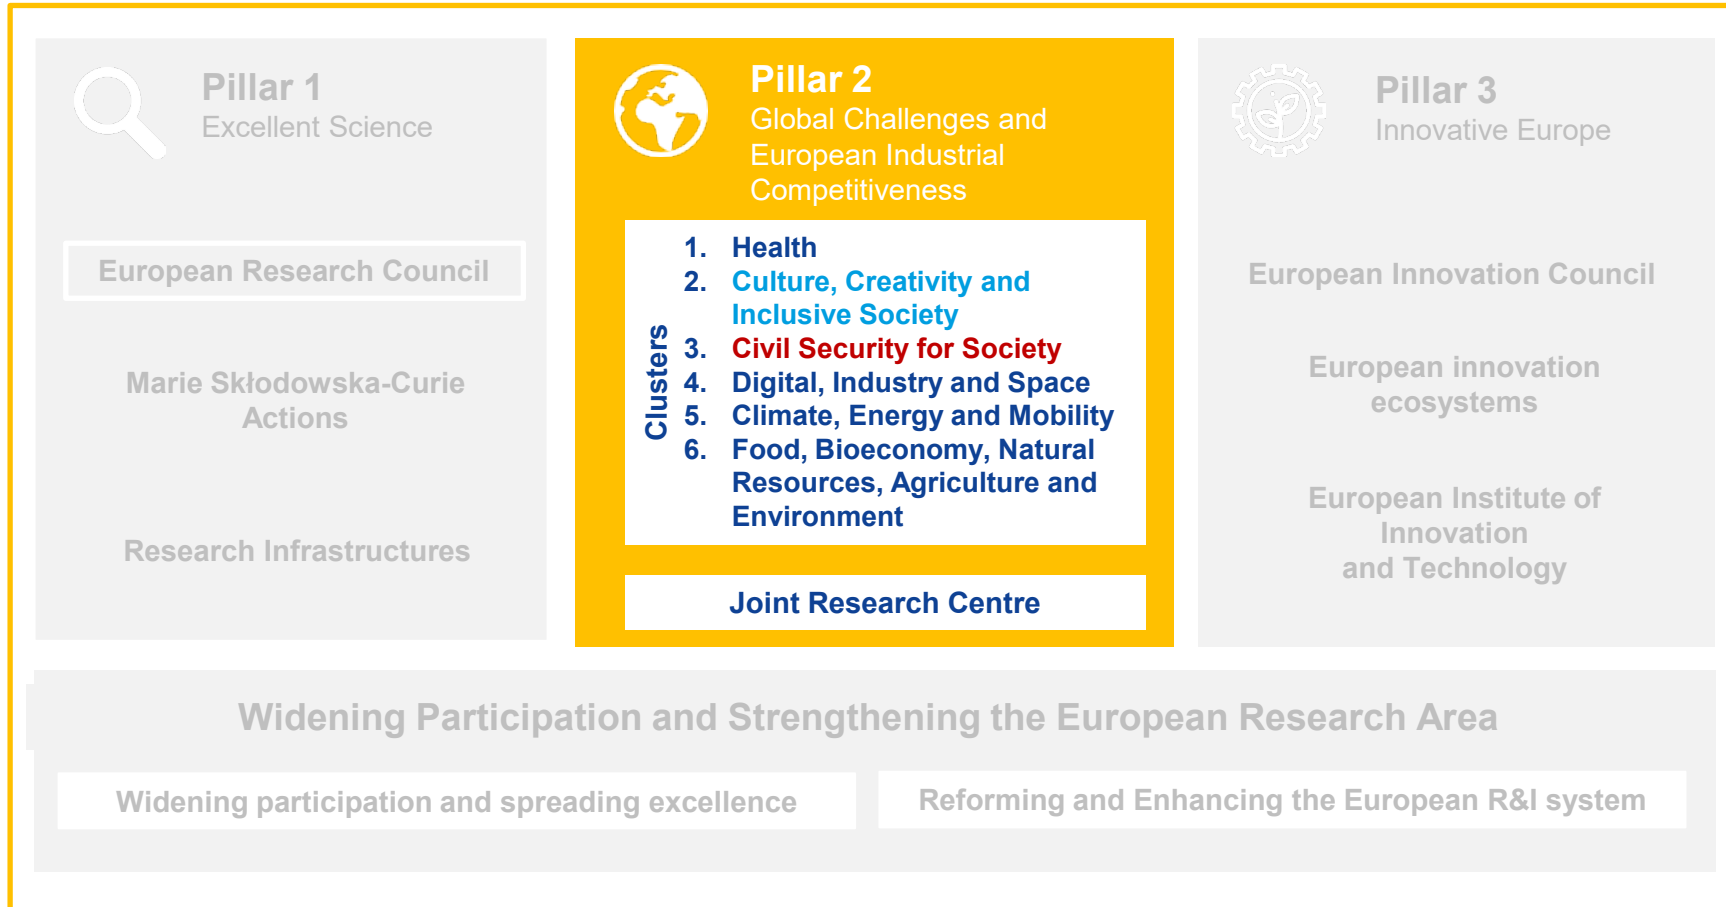 Pillar 1
Excellent Science
European Research Council
Marie Skłodowska-Curie
Actions
Research Infrastructures
Pillar 2
Global Challenges and
European Industrial
Competitiveness
Clusters
1. Health
2. Culture, Creativity and
Inclusive Society
3. Civil Security for Society
4. Digital, Industry and Space
5. Climate, Energy and Mobility
6. Food, Bioeconomy, Natural
Resources, Agriculture and
Environment
Joint Research Centre
Pillar 3
Innovative Europe
European Innovation Council
European innovation
ecosystems
European Institute of
Innovation
and Technology
Widening Participation and Strengthening the European Research Area
Widening participation and spreading excellence
Reforming and Enhancing the European R&I system